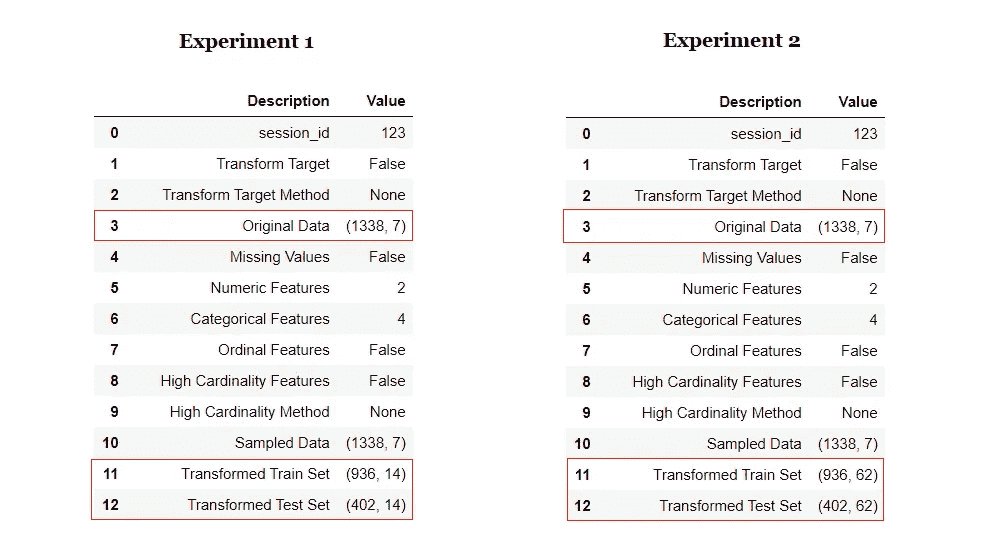 Experiment 1
Description Value
0 session_id 123
1 Transform Target False
2 Transform Target Method None
3 Original Data (1338, 7)
4 Missing Values False
5 Numeric Features 2
6 Categorical Features 4
7 Ordinal Features False
8 High Cardinality Features False
9 High Cardinality Method None
10 Sampled Data (1338, 7)
11 Transformed Train Set (936, 14)
12 Transformed Test Set (402, 14)
Experiment 2
Description Value
0 session_id 123
1 Transform Target False
2 Transform Target Method None
3 Original Data (1338, 7)
4 Missing Values False
5 Numeric Features 2
6 Categorical Features 4
7 Ordinal Features False
8 High Cardinality Features False
9 High Cardinality Method None
10 Sampled Data (1338, 7)
11 Transformed Train Set (936, 62)
12 Transformed Test Set (402, 62)